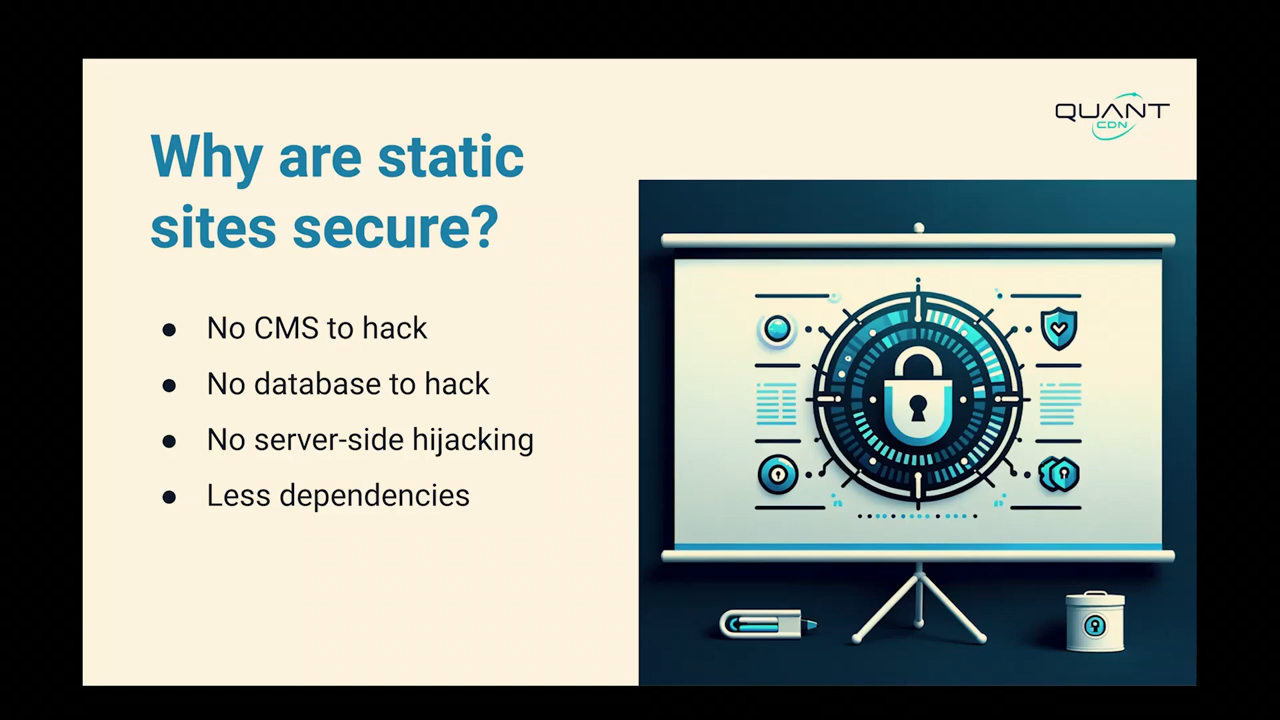 QUANT
CDN
Why are static
sites secure?
● No CMS to hack
● No database to hack
● No server-side hijacking
● Less dependencies